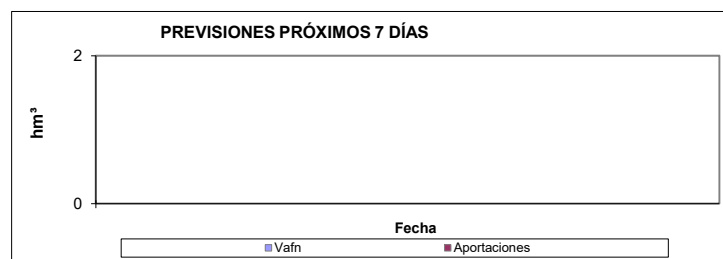 PREVISIONES PRÓXIMOS 7 DÍAS
2
hm³
0
Fecha
Vafn Aportaciones